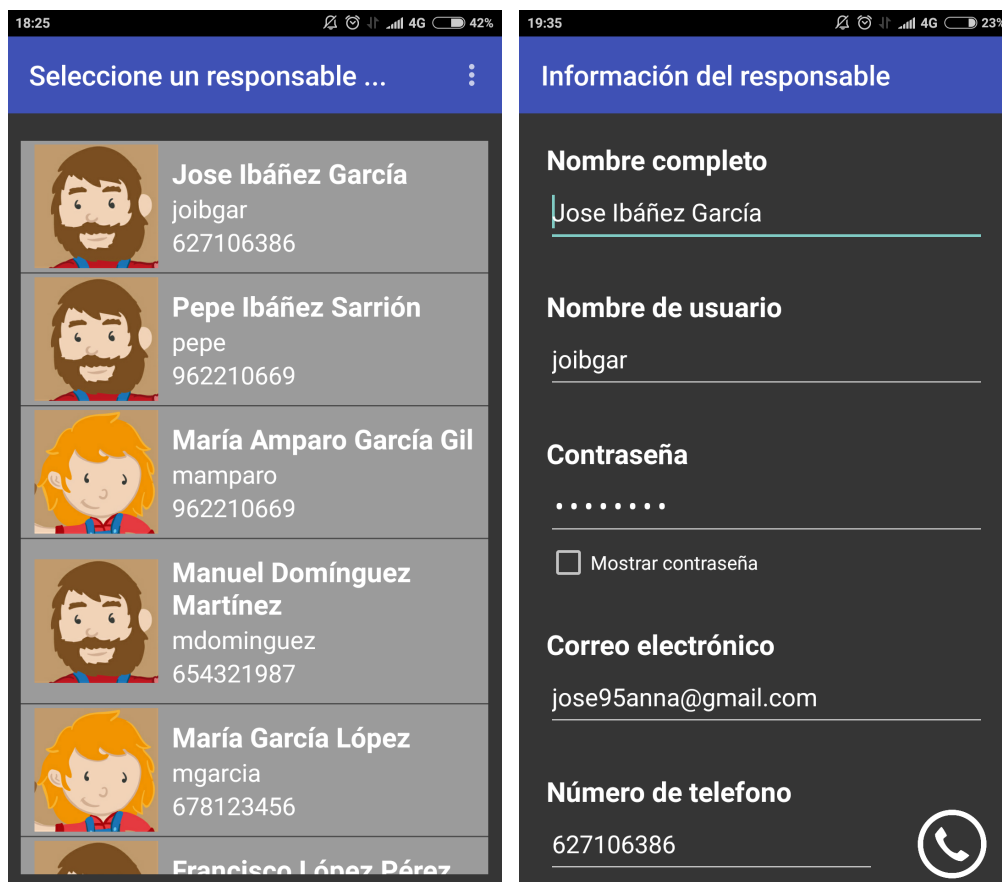 18:25
4G
42%
Seleccione un responsable ...
Jose Ibáñez García
joibgar
627106386
Pepe Ibáñez Sarrión
pepe
962210669
María Amparo García Gil
mamparo
962210669
Manuel Domínguez
Martínez
mdominguez
654321987
María García López
mgarcia
678123456
Francisco López Pérez
19:35
4G
23%
Información del responsable
Nombre completo
Jose Ibáñez García
Nombre de usuario
joibgar
Contraseña
••••••••
Mostrar contraseña
Correo electrónico
jose95anna@gmail.com
Número de telefono
627106386